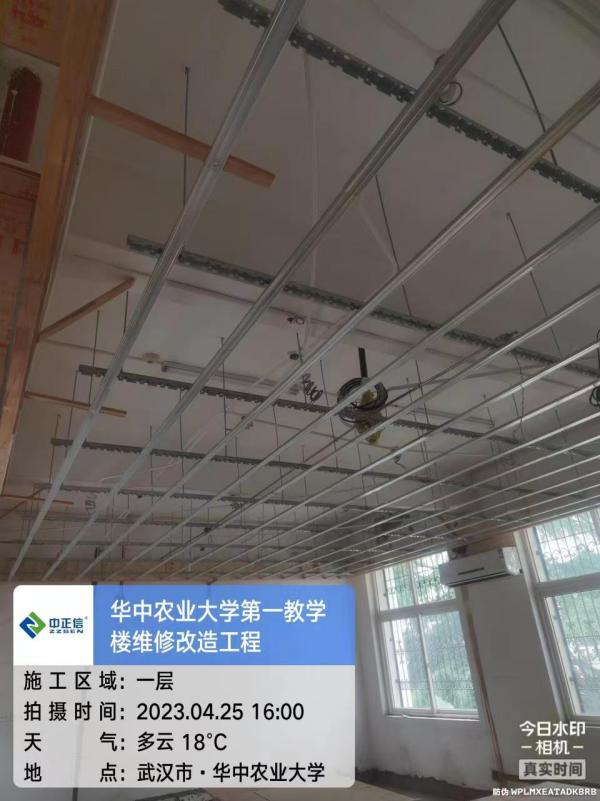 中正信®
ZZSEN
华中农业大学第一教学
楼维修改造工程
施工区域：一层
拍摄时间：2023.04.25 16:00
天气：多云 18℃
地点：武汉市·华中农业大学
今日水印
-相机-
真实时间
防伪 WPLMXEATADKBRB